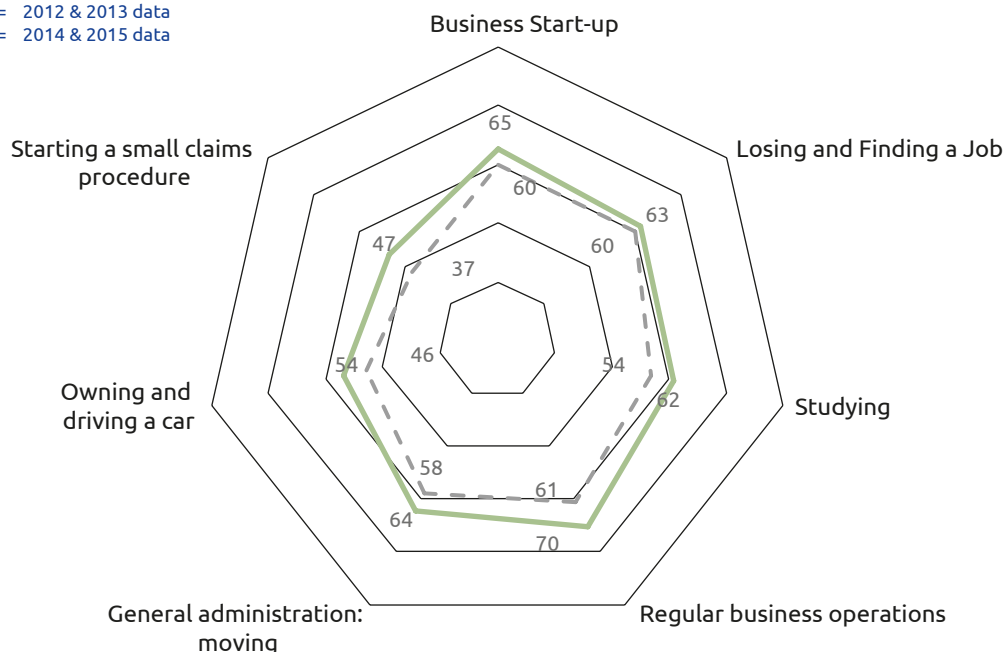 = 2012 & 2013 data
= 2014 & 2015 data
Business Start-up
65
Starting a small claims
procedure
Losing and Finding a Job
60
63
47
60
37
46
54
54
Owning and
driving a car
62
Studying
58
61
64
70
General administration:
moving
Regular business operations